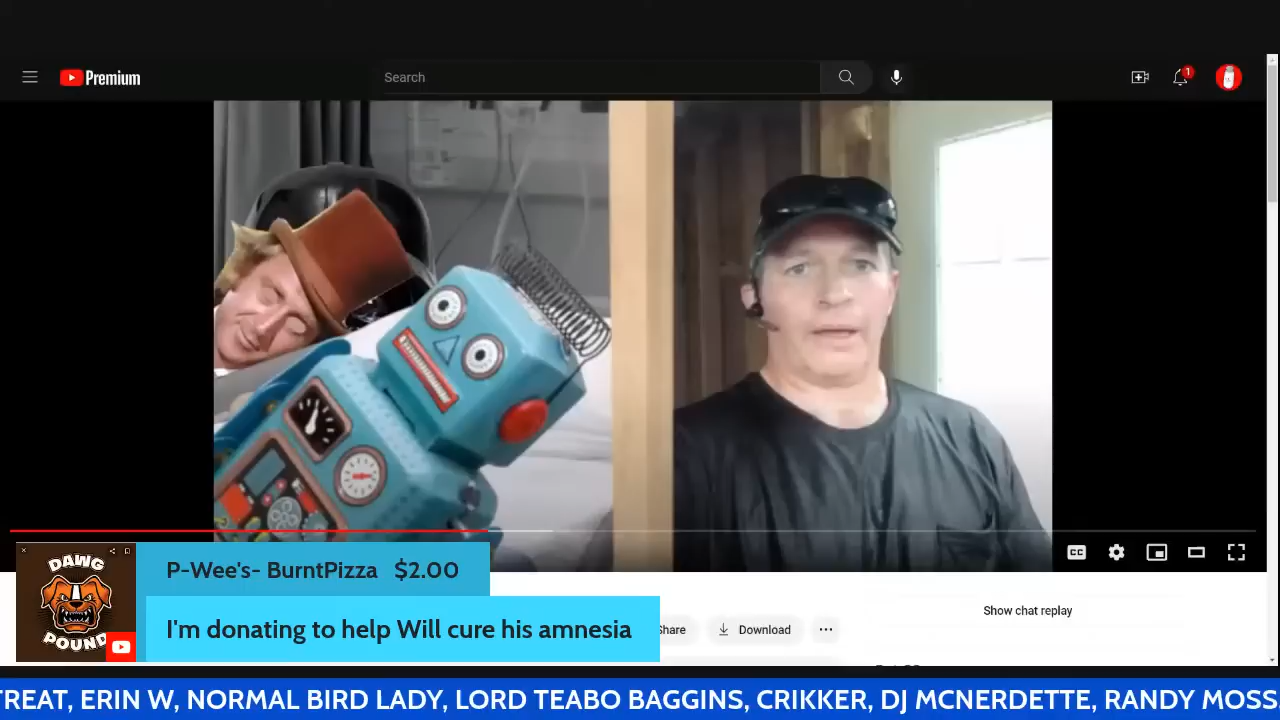 Premium
Search
1
CC
DAWG
POUND
P-Wee's- BurntPizza $2.00
I'm donating to help Will cure his amnesia
Share
Download
Show chat replay
TREAT, ERIN W, NORMAL BIRD LADY, LORD TEABO BAGGINS, CRIKKER, DJ MCNERDETTE, RANDY MOSS,